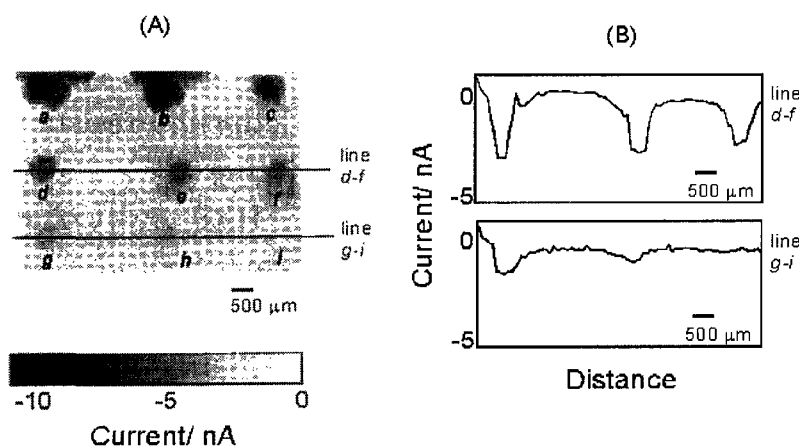 (A)
a b c
line
d-f
d e f
line
g-i
g h i
500 µm
-10 -5 0
Current/ nA
(B)
0
line
d-f
500 µm
-5
Current/ nA
0
line
g-i
500 µm
-5
Distance